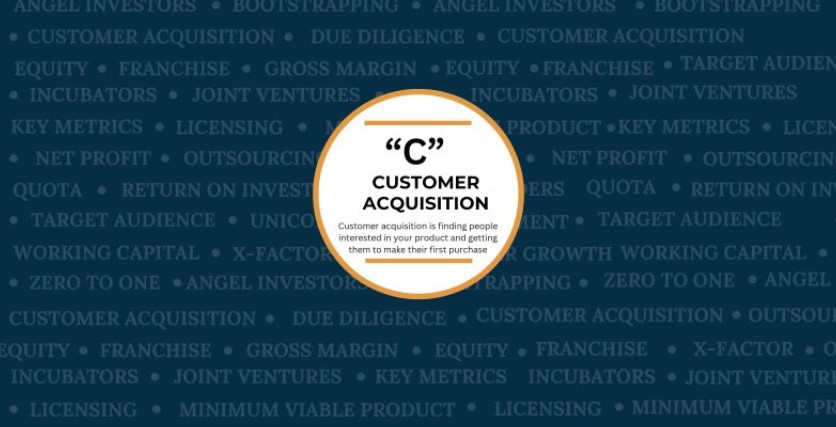 ANGEL INVESTORS • BOOTSTRAPPING • ANGEL INVESTORS • BOOTSTRAPPING
• CUSTOMER ACQUISITION • DUE DILIGENCE • CUSTOMER ACQUISITION
EQUITY • FRANCHISE • GROSS MARGIN • EQUITY • FRANCHISE • TARGET AUDIEN
• INCUBATORS • JOINT VENTURES • INCUBATORS • JOINT VENTURES
KEY METRICS • LICENSING • M PRODUCT • KEY METRICS • LICE
• NET PROFIT • OUTSOURCIN • NET PROFIT • OUTSOURCIN
QUOTA • RETURN ON INVEST DERS QUOTA • RETURN ON IN
• TARGET AUDIENCE • UNICO MENT • TARGET AUDIENCE
WORKING CAPITAL • X-FACTOR R GROWTH WORKING CAPITAL •
• ZERO TO ONE • ANGEL INVESTORS TRAPPING • ZERO TO ONE • ANGEL
CUSTOMER ACQUISITION • DUE DILIGENCE • CUSTOMER ACQUISITION • OUTSOU
EQUITY • FRANCHISE • GROSS MARGIN • EQUITY • FRANCHISE • X-FACTOR •
INCUBATORS • JOINT VENTURES • KEY METRICS INCUBATORS • JOINT VENTUR
• LICENSING • MINIMUM VIABLE PRODUCT • LICENSING • MINIMUM VIABLE PR
“C”
CUSTOMER
ACQUISITION
Customer acquisition is finding people
interested in your product and getting
them to make their first purchase